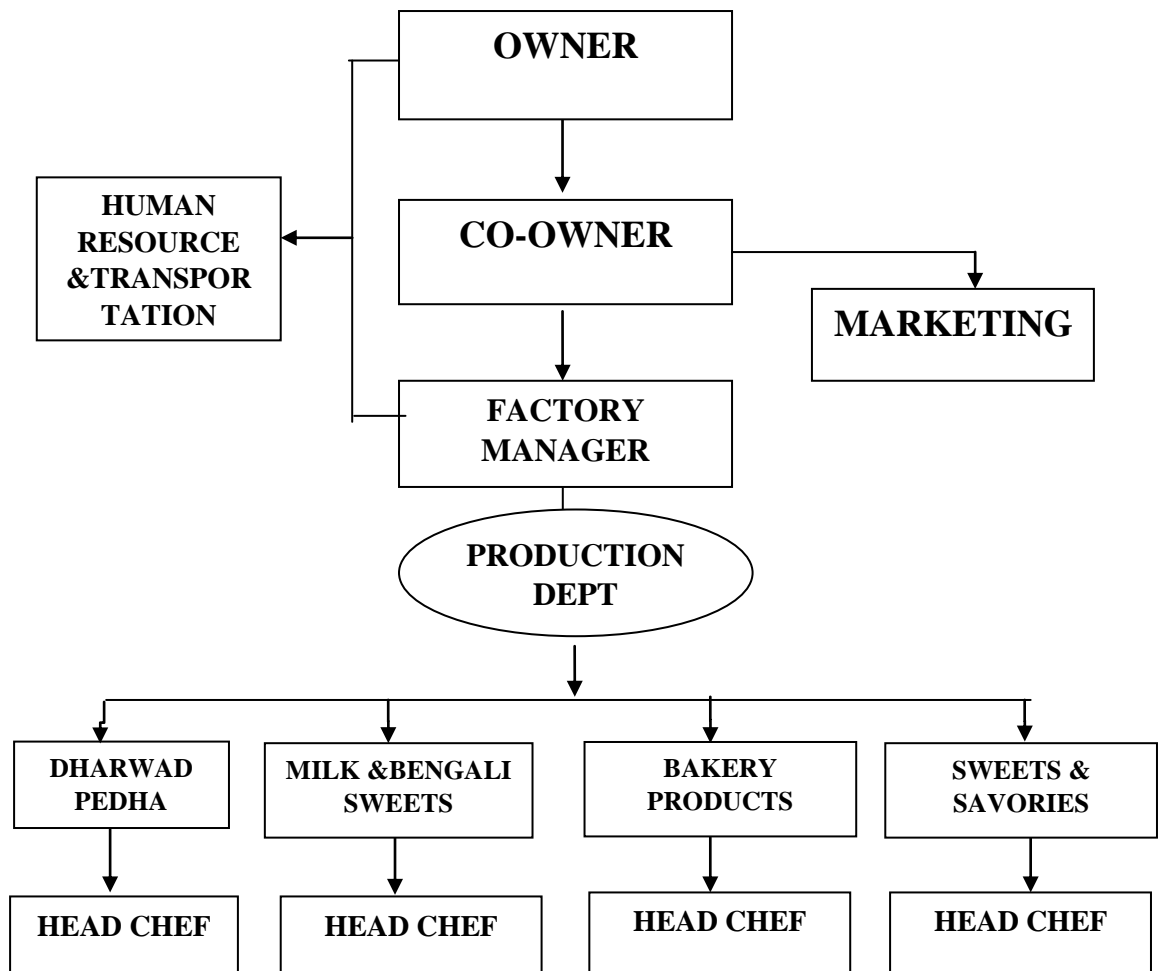 OWNER
HUMAN
RESOURCE
&TRANSPOR
TATION
CO-OWNER
MARKETING
FACTORY
MANAGER
PRODUCTION
DEPT
DHARWAD
PEDHA
MILK &BENGALI
SWEETS
BAKERY
PRODUCTS
SWEETS &
SAVORIES
HEAD CHEF
HEAD CHEF
HEAD CHEF
HEAD CHEF